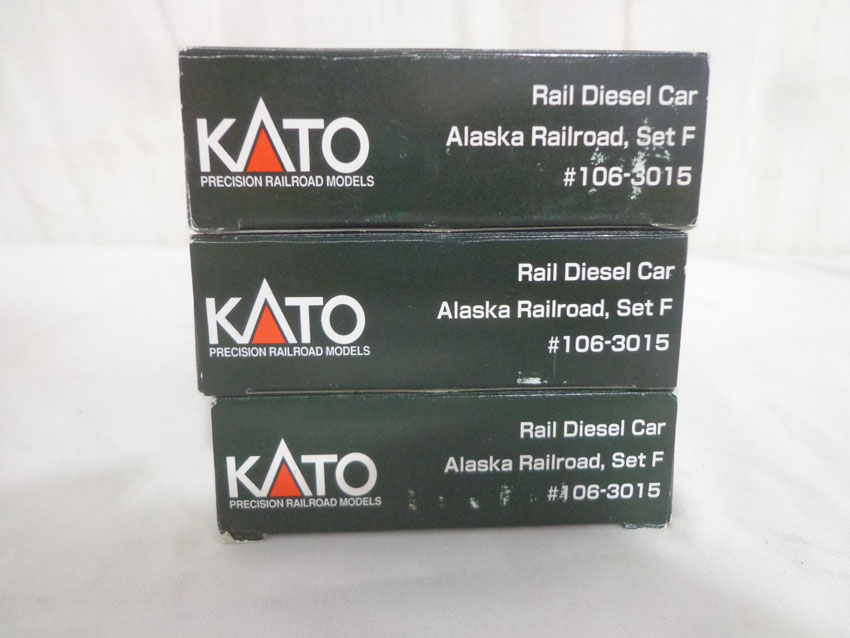 KATO
PRECISION RAILROAD MODELS
Rail Diesel Car
Alaska Railroad, Set F
#106-3015
KATO
PRECISION RAILROAD MODELS
Rail Diesel Car
Alaska Railroad, Set F
#106-3015
KATO
PRECISION RAILROAD MODELS
Rail Diesel Car
Alaska Railroad, Set F
#106-3015